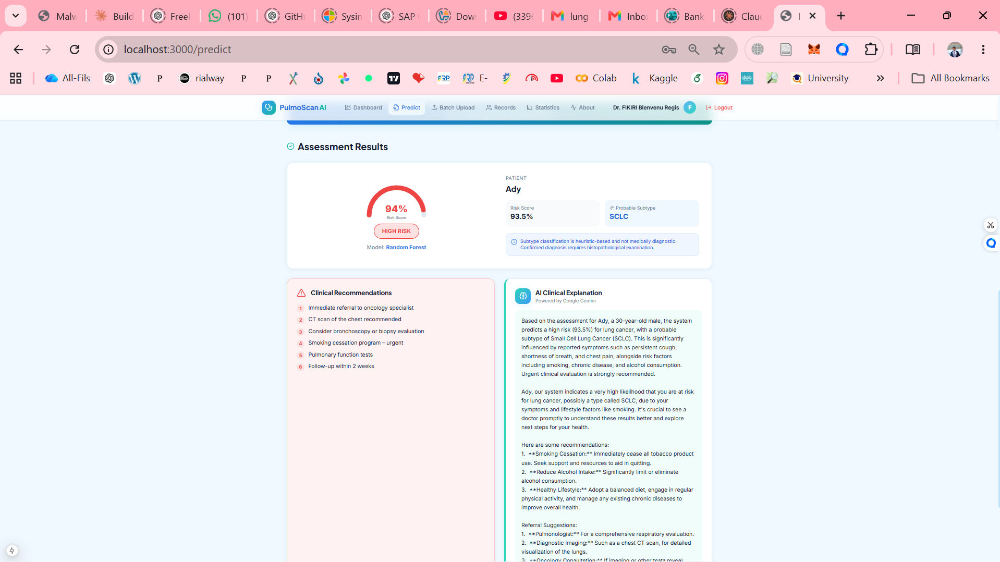 Malw
Build
Freel
(101)
GitHu
Sysin
SAP
Dow
(339
lung
Inbo
Bank
Clau
localhost:3000/predict
All-Fils
P
rialway
P
P
E-
Colab
Kaggle
University
All Bookmarks
PulmoScan AI
Dashboard
Predict
Batch Upload
Records
Statistics
About
Dr. FIKIRI Bienvenu Regis
F
Logout
Assessment Results
94%
Risk Score
HIGH RISK
Model: Random Forest
PATIENT
Ady
Risk Score
93.5%
Probable Subtype
SCLC
Subtype classification is heuristic-based and not medically diagnostic.
Confirmed diagnosis requires histopathological examination.
Clinical Recommendations
1 Immediate referral to oncology specialist
2 CT scan of the chest recommended
3 Consider bronchoscopy or biopsy evaluation
4 Smoking cessation program – urgent
5 Pulmonary function tests
6 Follow-up within 2 weeks
AI Clinical Explanation
Powered by Google Gemini
Based on the assessment for Ady, a 30-year-old male, the system
predicts a high risk (93.5%) for lung cancer, with a probable
subtype of Small Cell Lung Cancer (SCLC). This is significantly
influenced by reported symptoms such as persistent cough,
shortness of breath, and chest pain, alongside risk factors
including smoking, chronic disease, and alcohol consumption.
Urgent clinical evaluation is strongly recommended.
Ady, our system indicates a very high likelihood that you are at risk
for lung cancer, possibly a type called SCLC, due to your
symptoms and lifestyle factors like smoking. It's crucial to see a
doctor promptly to understand these results better and explore
next steps for your health.
Here are some recommendations:
1. **Smoking Cessation:** Immediately cease all tobacco product
use. Seek support and resources to aid in quitting.
2. **Reduce Alcohol Intake:** Significantly limit or eliminate
alcohol consumption.
3. **Healthy Lifestyle:** Adopt a balanced diet, engage in regular
physical activity, and manage any existing chronic diseases to
improve overall health.
Referral Suggestions:
1. **Pulmonologist:** For a comprehensive respiratory evaluation.
2. **Diagnostic Imaging:** Such as a chest CT scan, for detailed
visualization of the lungs.
3. **Oncology Consultation:** If imaging or other tests reveal